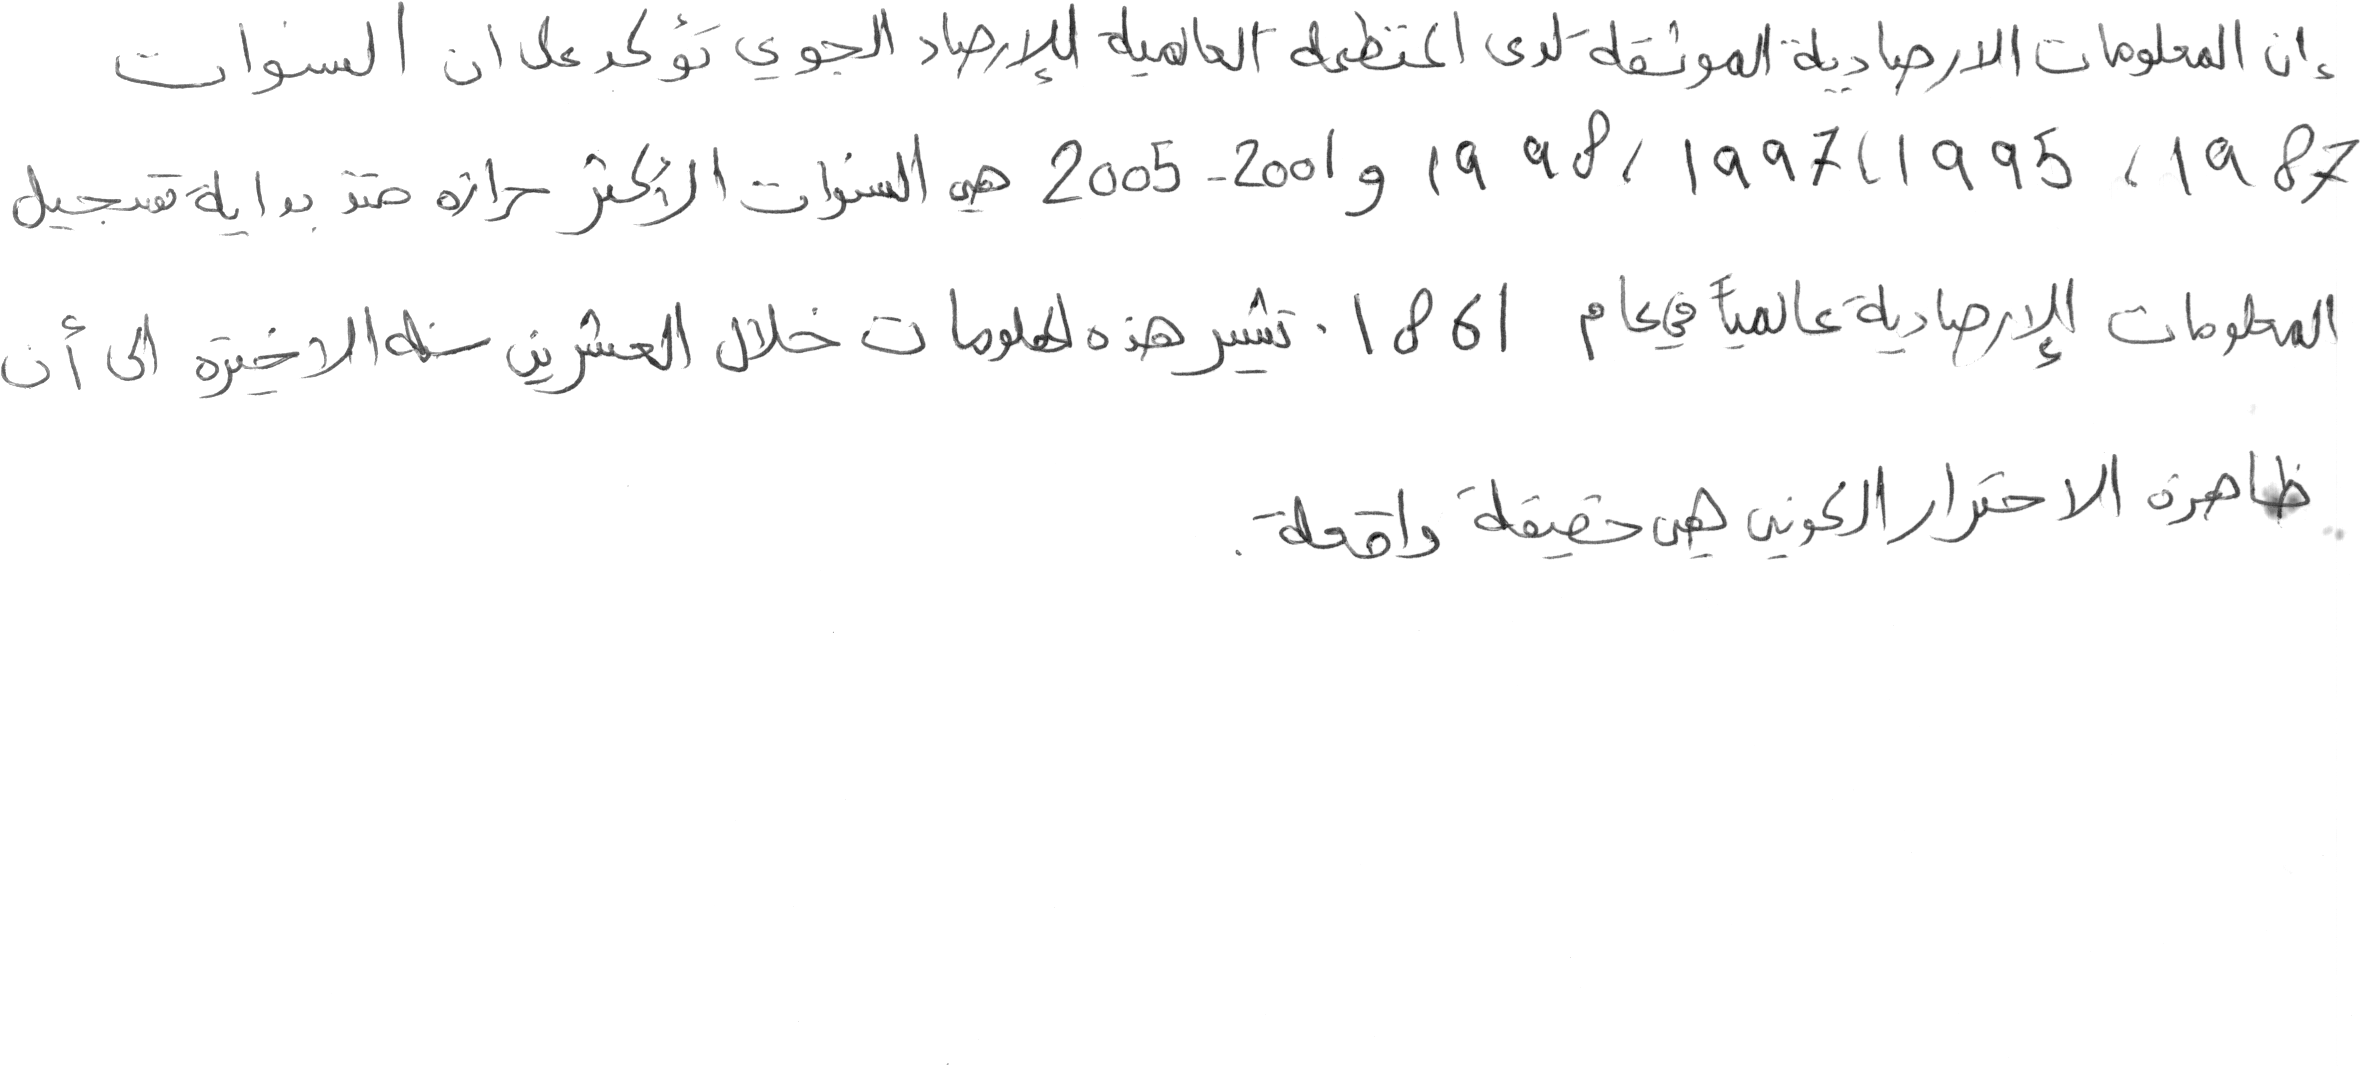 إن المعلومات الارصادية الموثقة لدى المنظمة العالمية للإرصاد الجوي تؤكد على ان السنوات
1987، 1995، 1997، 1998 و 2001-2005 هي السنوات الأكثر حرارة منذ بداية تسجيل
المعلومات الإرصادية عالمياً في عام 1861. تشير هذه المعلومات خلال العشرين سنة الاخيرة الى أن
ظاهرة الاحترار الكوني هي حقيقة واقعة.